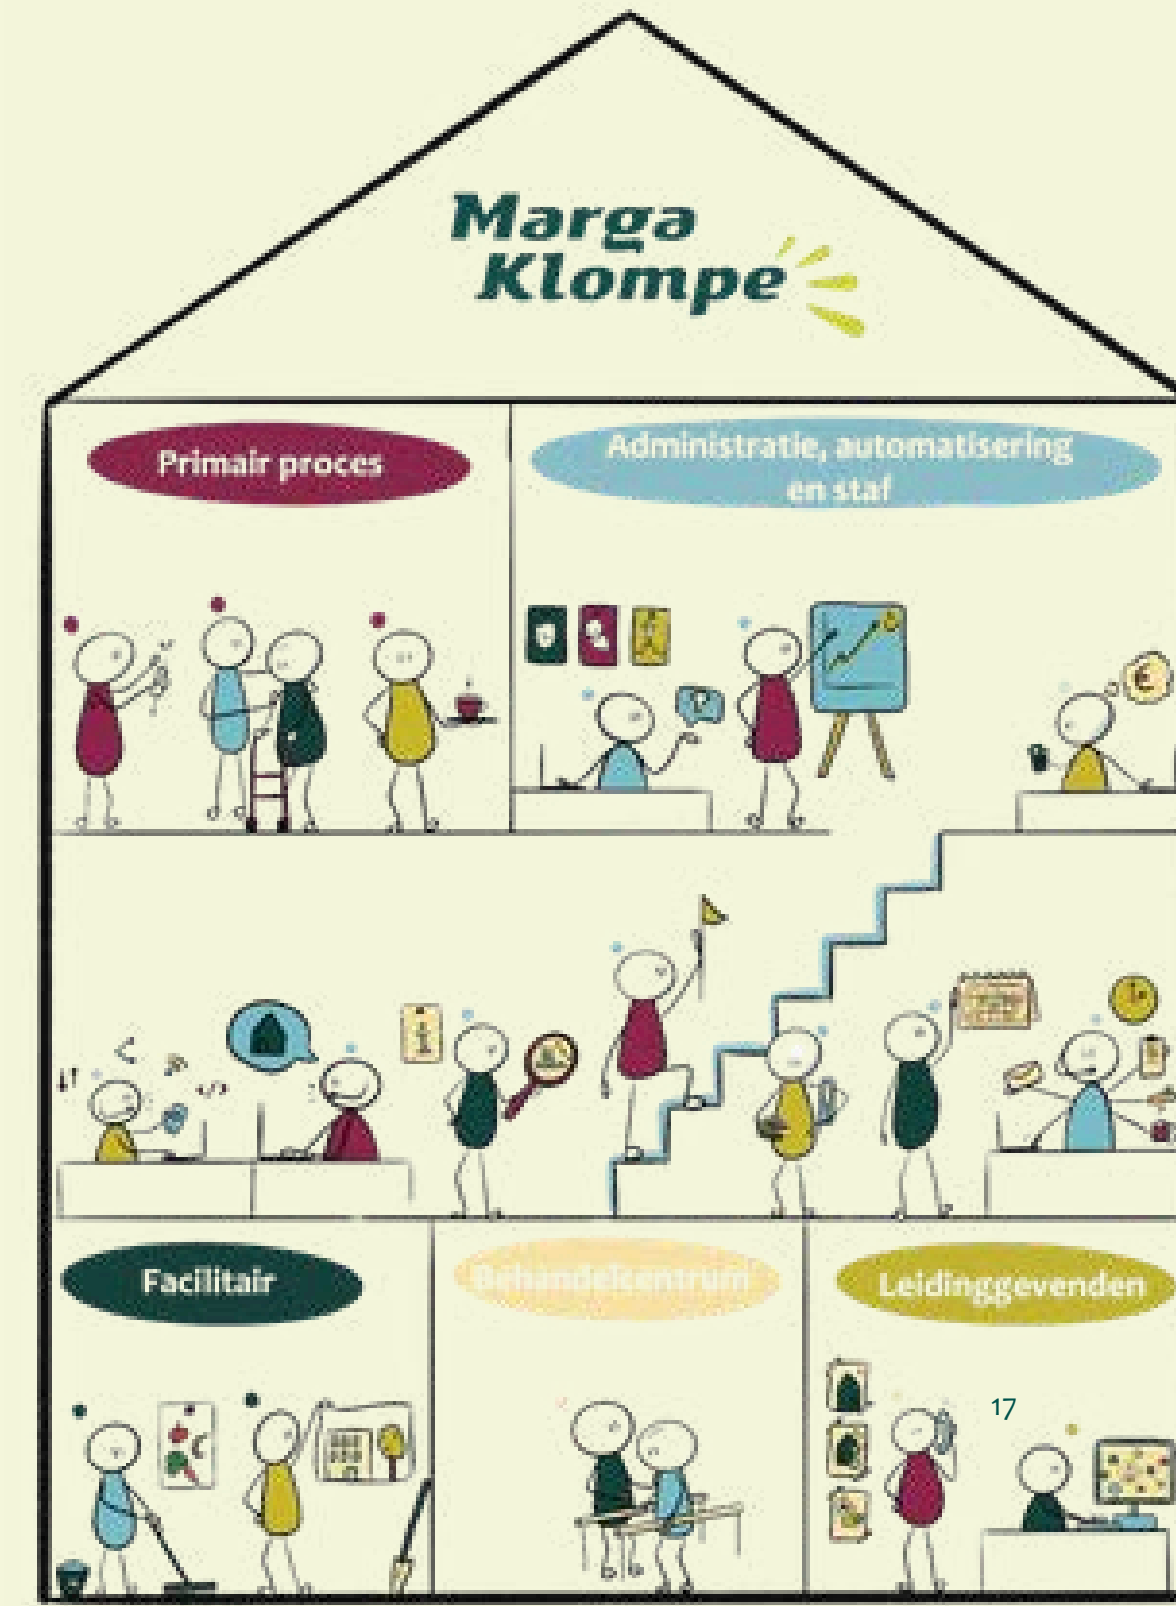 Marga
Klompe
Primair proces
Administratie, automatisering
en staf
€
</>
Facilitair
Behandelcentrum
Leidinggevenden
17